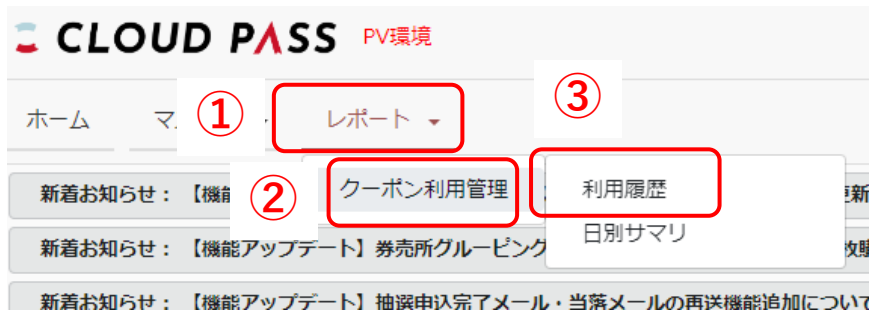 CLOUD PASS PV環境
①
③
ホーム
マ
レポート
②
クーポン利用管理
利用履歴
新着お知らせ：【機能
更新
日別サマリ
新着お知らせ：【機能アップデート】券売所グルーピング
枚購
新着お知らせ：【機能アップデート】抽選申込完了メール・当落メールの再送機能追加について